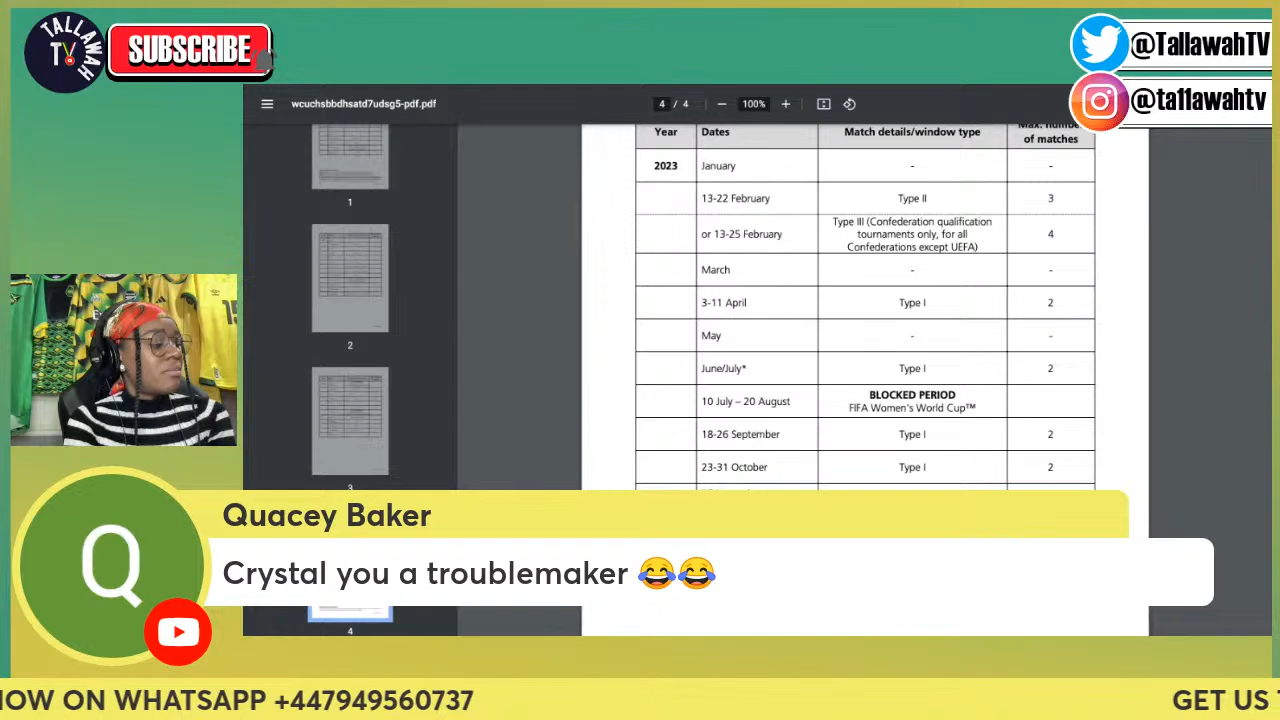 TALLAWAH
TV
SUBSCRIBE
@TallawahTV
@ta11awahtv
wcuchsbbdhsatd7udsg5-pdf.pdf
4 / 4
100%
Year Dates Match details/window type Max. number of matches
2023 January - -
13-22 February Type II 3
or 13-25 February Type III (Confederation qualification
tournaments only, for all
Confederations except UEFA) 4
March - -
3-11 April Type I 2
May - -
June/July* Type I 2
10 July – 20 August BLOCKED PERIOD
FIFA Women's World Cup™
18-26 September Type I 2
23-31 October Type I 2
1
2
3
4
Q
Quacey Baker
Crystal you a troublemaker 😂😂
NOW ON WHATSAPP +447949560737
GET US